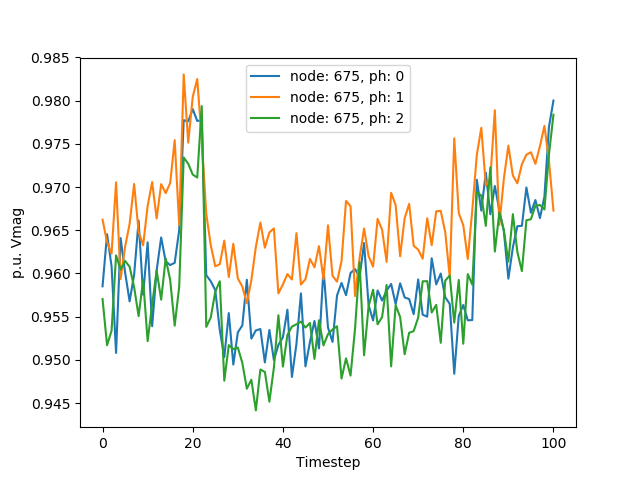 0.985
0.980
0.975
0.970
0.965
0.960
0.955
0.950
0.945
p.u. Vmag
node: 675, ph: 0
node: 675, ph: 1
node: 675, ph: 2
0 20 40 60 80 100
Timestep